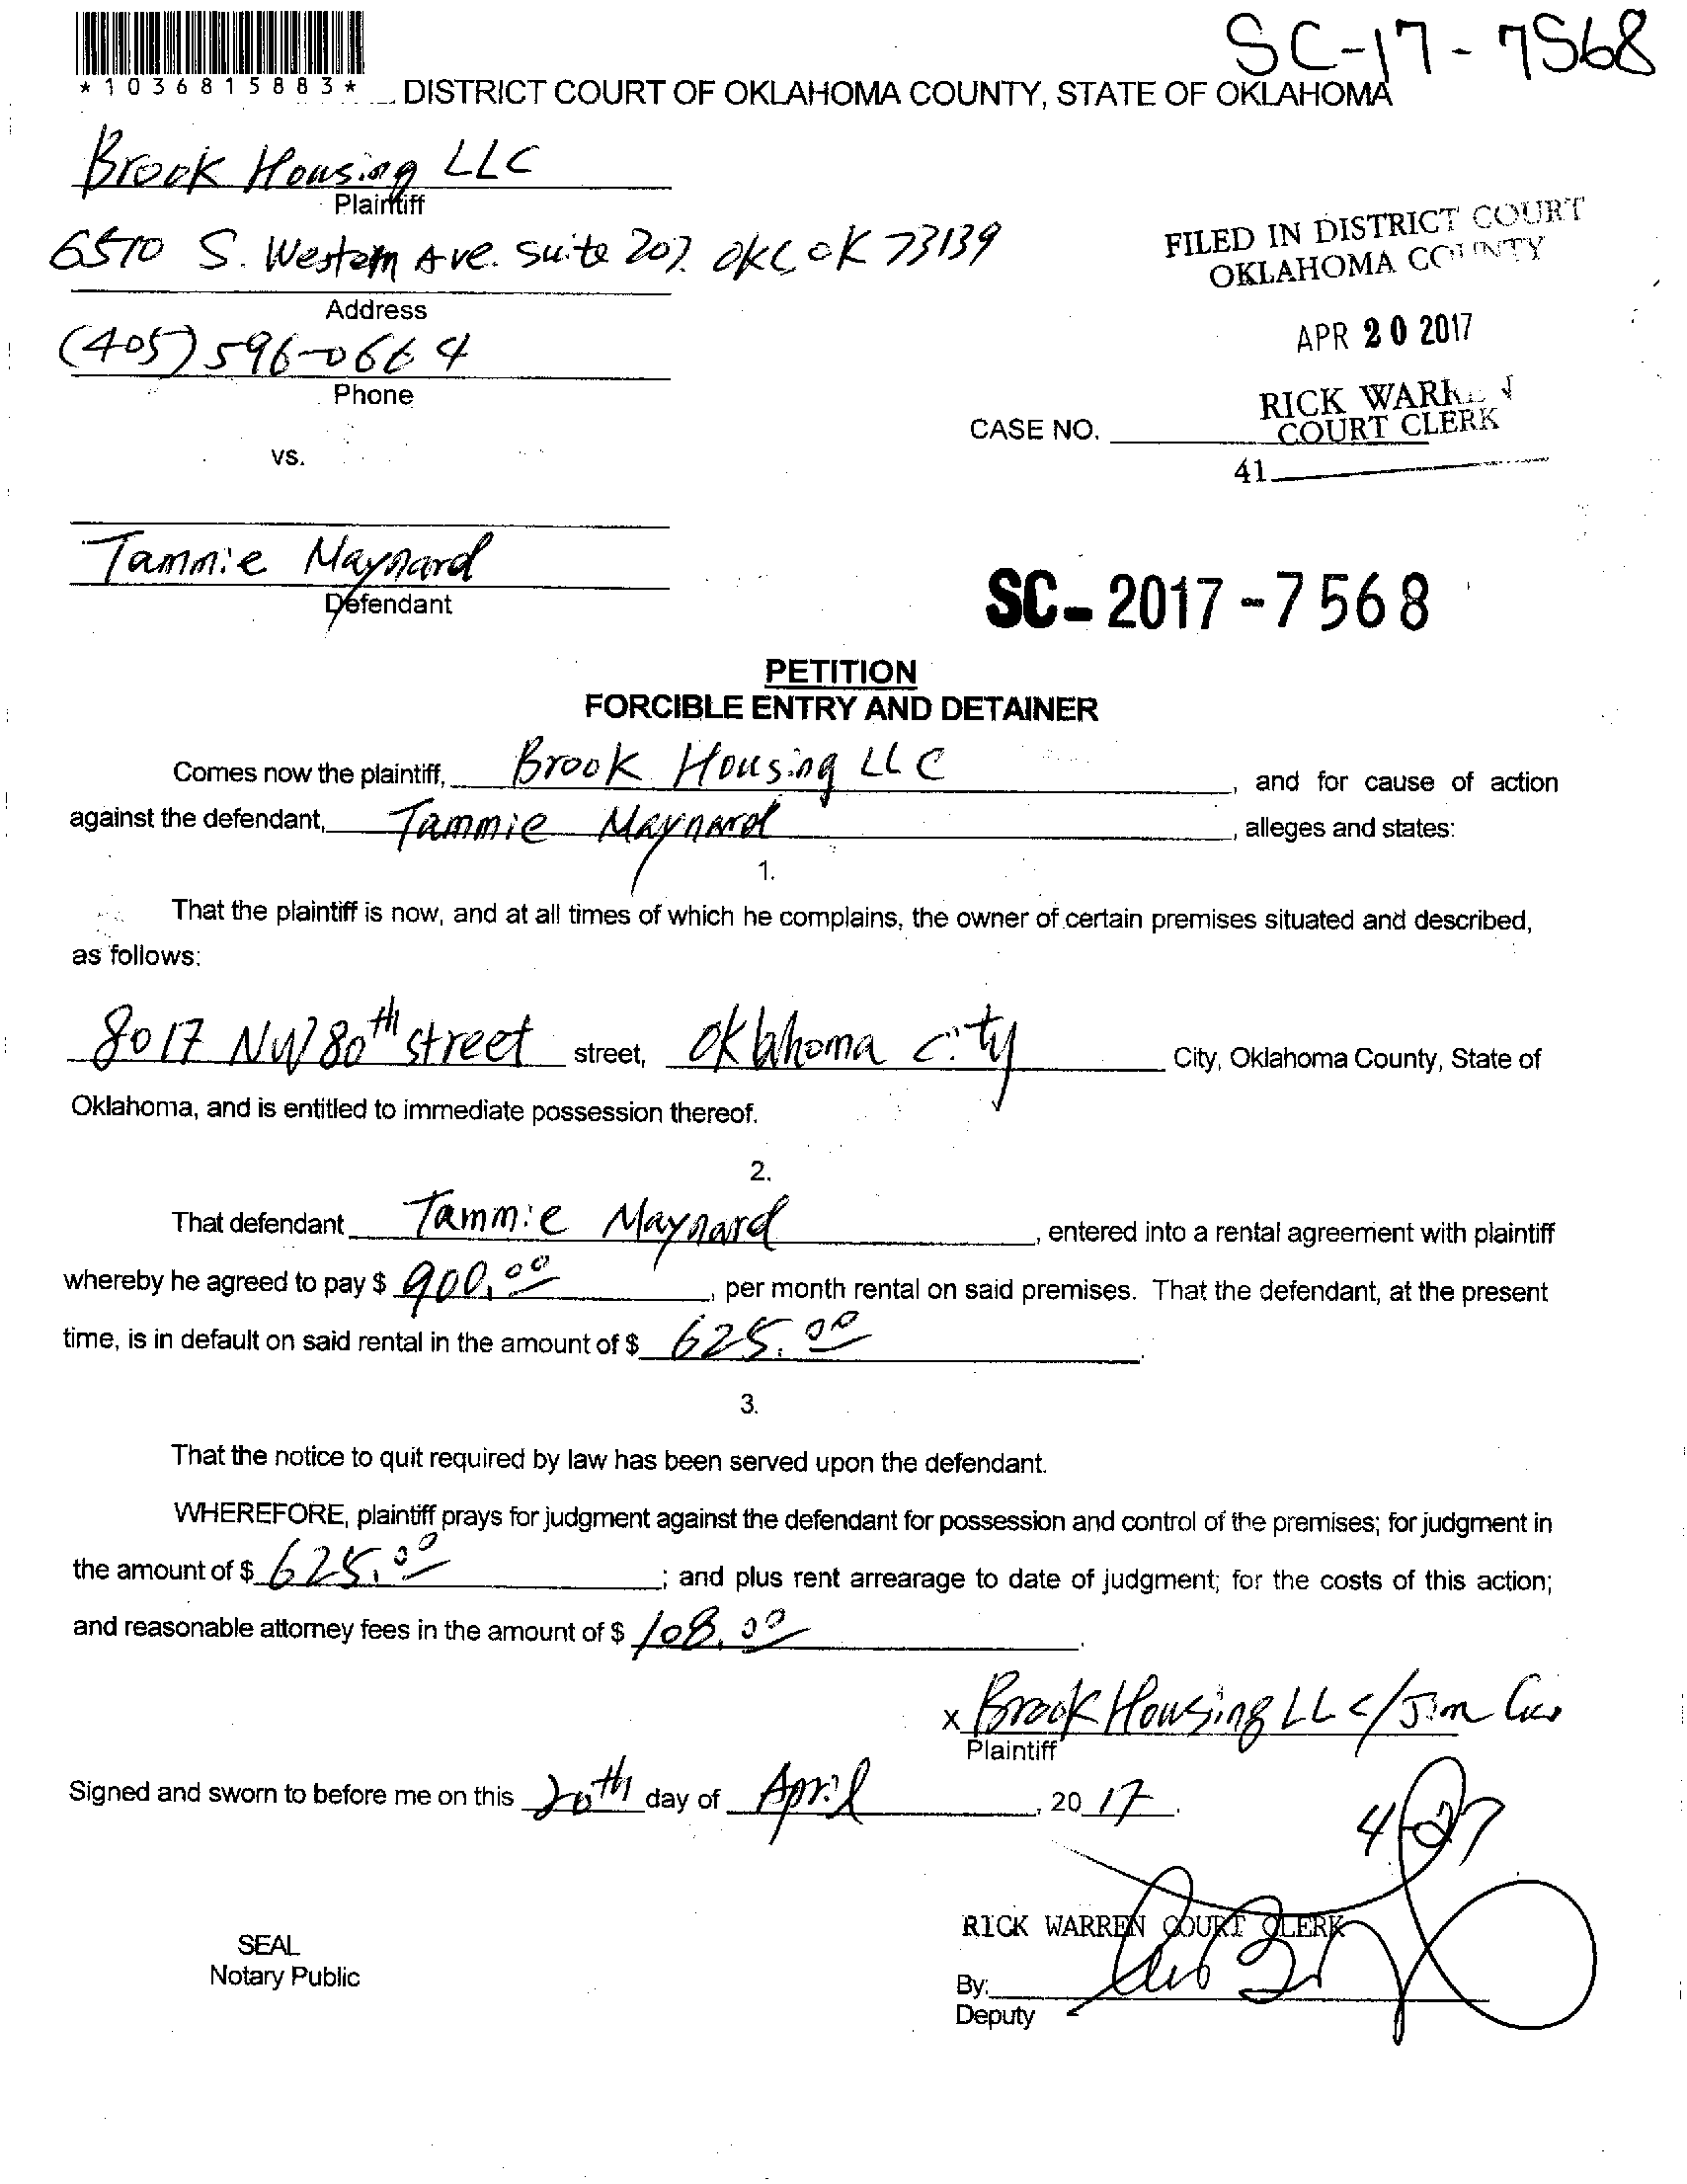 SC-17-7568
*1036815883*
DISTRICT COURT OF OKLAHOMA COUNTY, STATE OF OKLAHOMA
Brook Housing LLC
Plaintiff
6510 S. Western Ave. Suite 207. OKC OK 73139
Address
(405) 596-0664
Phone
FILED IN DISTRICT COURT
OKLAHOMA COUNTY
APR 20 2017
RICK WARREN
COURT CLERK
CASE NO.
41
vs.
Tammie Maynard
Defendant
SC-2017-7568
PETITION
FORCIBLE ENTRY AND DETAINER
Comes now the plaintiff, Brook Housing LLC, and for cause of action
against the defendant, Tammie Maynard, alleges and states:
1.
That the plaintiff is now, and at all times of which he complains, the owner of certain premises situated and described,
as follows:
8017 NW 80th street street, Oklahoma city City, Oklahoma County, State of
Oklahoma, and is entitled to immediate possession thereof.
2.
That defendant Tammie Maynard, entered into a rental agreement with plaintiff
whereby he agreed to pay $ 900.00, per month rental on said premises. That the defendant, at the present
time, is in default on said rental in the amount of $ 625.00.
3.
That the notice to quit required by law has been served upon the defendant.
WHEREFORE, plaintiff prays for judgment against the defendant for possession and control of the premises; for judgment in
the amount of $ 625.00; and plus rent arrearage to date of judgment; for the costs of this action;
and reasonable attorney fees in the amount of $ 108.00.
x Brook Housing LLC/Jim
Plaintiff
Signed and sworn to before me on this 20th day of April, 2017.
4-27
RICK WARREN COURT CLERK
SEAL
Notary Public
By:
Deputy